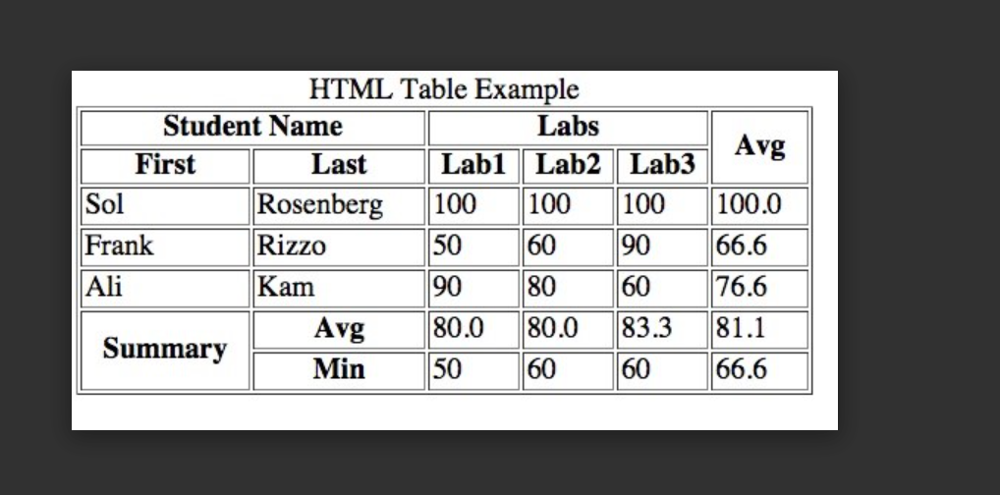 HTML Table Example
Student Name Labs Avg
First Last Lab1 Lab2 Lab3
Sol Rosenberg 100 100 100 100.0
Frank Rizzo 50 60 90 66.6
Ali Kam 90 80 60 76.6
Summary Avg 80.0 80.0 83.3 81.1
Min 50 60 60 66.6